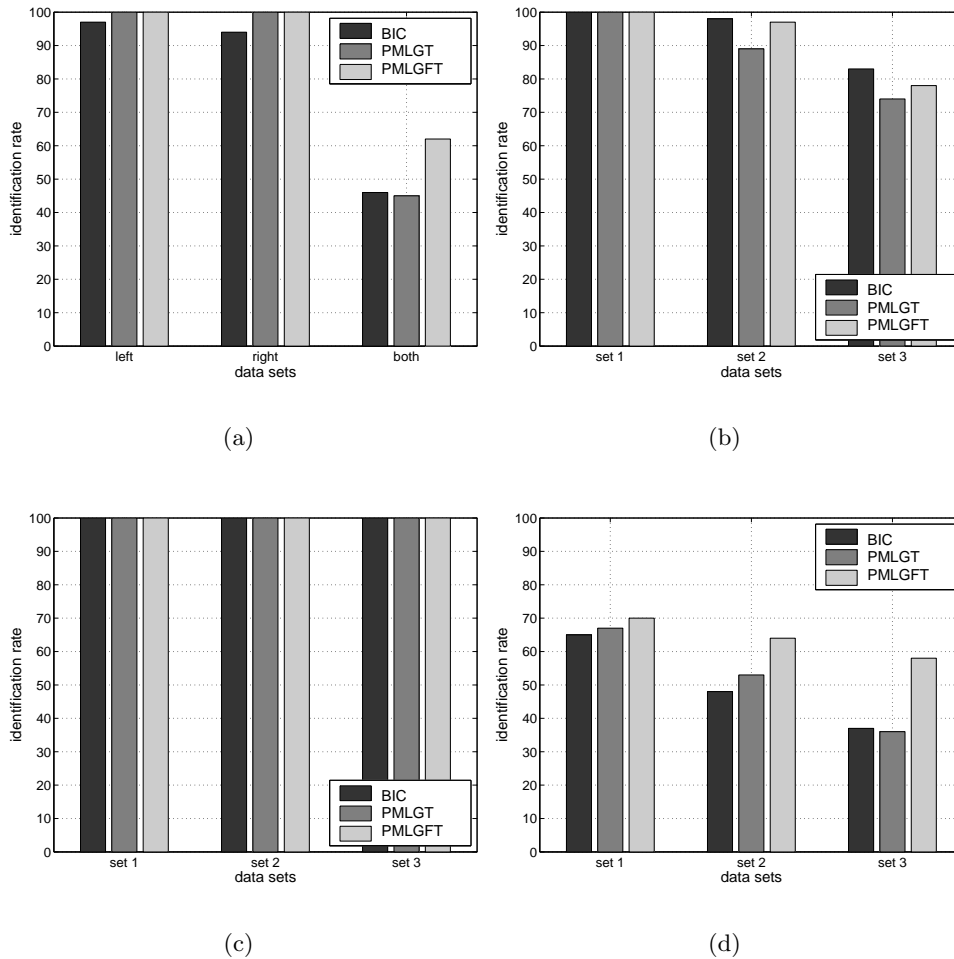 100
90
80
70
60
50
40
30
20
10
0
identification rate
left right both
data sets
BIC
PMLGT
PMLGFT
(a)
100
90
80
70
60
50
40
30
20
10
0
identification rate
set 1 set 2 set 3
data sets
BIC
PMLGT
PMLGFT
(b)
100
90
80
70
60
50
40
30
20
10
0
identification rate
set 1 set 2 set 3
data sets
BIC
PMLGT
PMLGFT
(c)
100
90
80
70
60
50
40
30
20
10
0
identification rate
set 1 set 2 set 3
data sets
BIC
PMLGT
PMLGFT
(d)